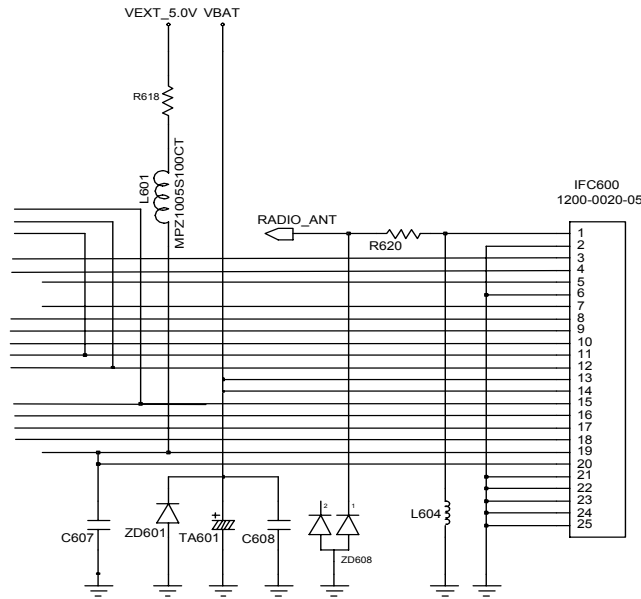 VEXT_5.0V VBAT
R618
L601
MPZ1005S100CT
RADIO_ANT
R620
IFC600
1200-0020-05
1
2
3
4
5
6
7
8
9
10
11
12
13
14
15
16
17
18
19
20
21
22
23
24
25
C607
ZD601
+
TA601
C608
2
1
ZD608
L604